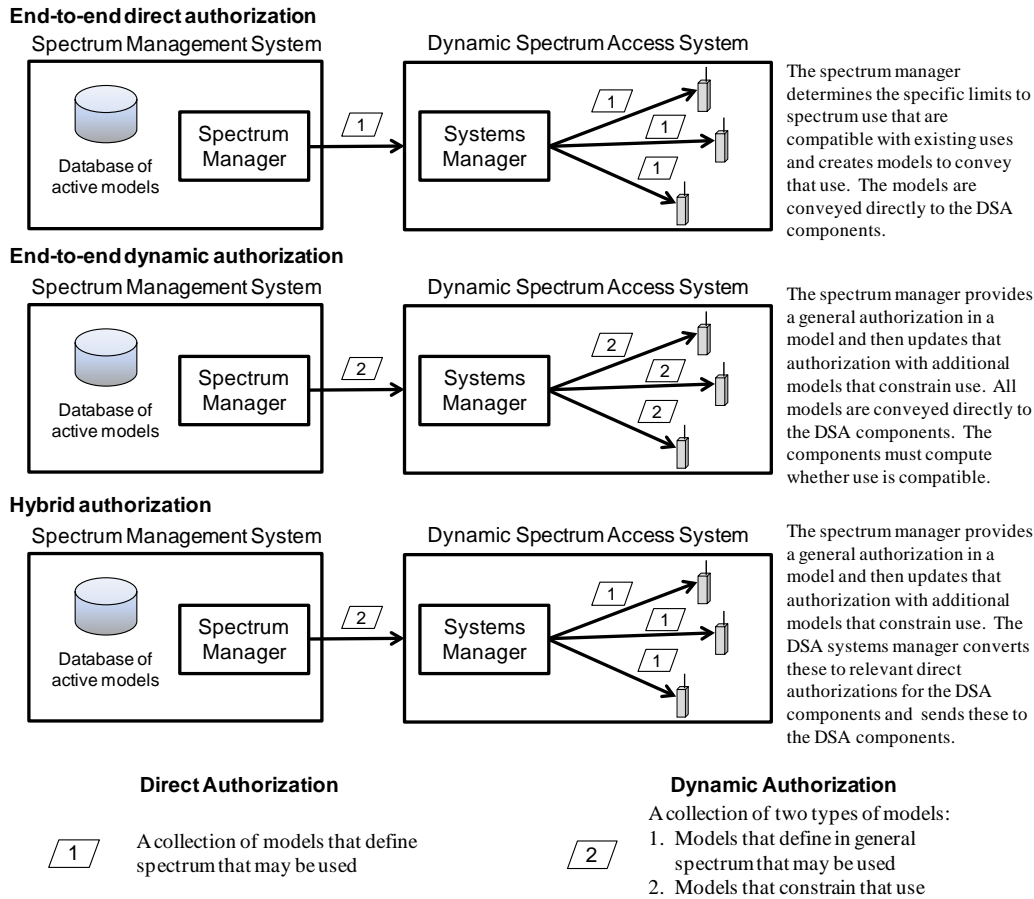 End-to-end direct authorization
Spectrum Management System
Dynamic Spectrum Access System
Database of
active models
Spectrum
Manager
1
Systems
Manager
1
1
1
The spectrum manager
determines the specific limits to
spectrum use that are
compatible with existing uses
and creates models to convey
that use. The models are
conveyed directly to the DSA
components.
End-to-end dynamic authorization
Spectrum Management System
Dynamic Spectrum Access System
Database of
active models
Spectrum
Manager
2
Systems
Manager
2
2
2
The spectrum manager provides
a general authorization in a
model and then updates that
authorization with additional
models that constrain use. All
models are conveyed directly to
the DSA components. The
components must compute
whether use is compatible.
Hybrid authorization
Spectrum Management System
Dynamic Spectrum Access System
Database of
active models
Spectrum
Manager
2
Systems
Manager
1
1
1
The spectrum manager provides
a general authorization in a
model and then updates that
authorization with additional
models that constrain use. The
DSA systems manager converts
these to relevant direct
authorizations for the DSA
components and sends these to
the DSA components.
Direct Authorization
1
A collection of models that define
spectrum that may be used
Dynamic Authorization
2
A collection of two types of models:
1. Models that define in general
spectrum that may be used
2. Models that constrain that use